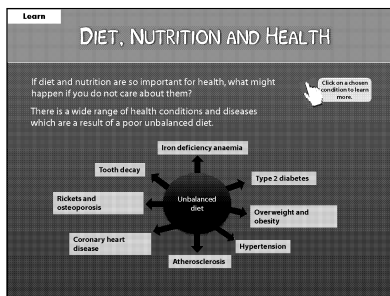 Learn
DIET, NUTRITION AND HEALTH
If diet and nutrition are so important for health, what might
happen if you do not care about them?
Click on a chosen
condition to learn
more.
There is a wide range of health conditions and diseases
which are a result of a poor unbalanced diet.
Iron deficiency anaemia
Tooth decay
Type 2 diabetes
Rickets and
osteoporosis
Unbalanced
diet
Overweight and
obesity
Coronary heart
disease
Hypertension
Atherosclerosis